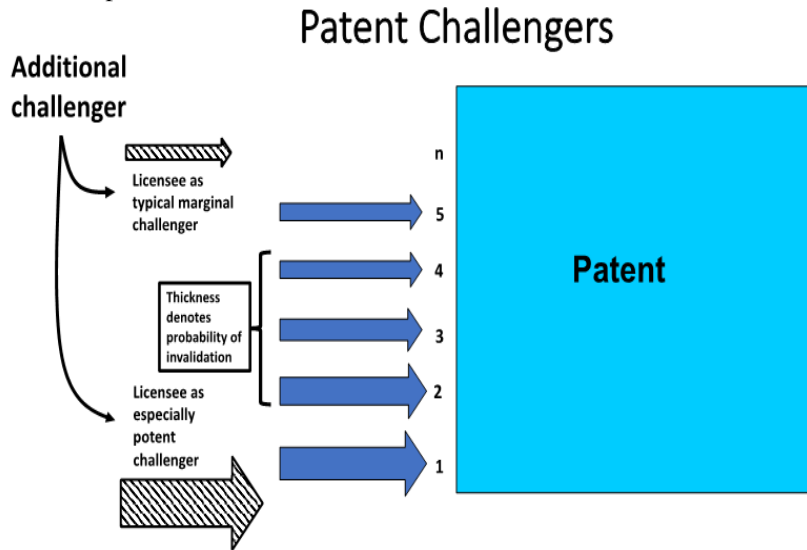 Patent Challengers
Additional
challenger
Licensee as
typical marginal
challenger
Thickness
denotes
probability of
invalidation
Licensee as
especially
potent
challenger
n
5
4
3
2
1
Patent